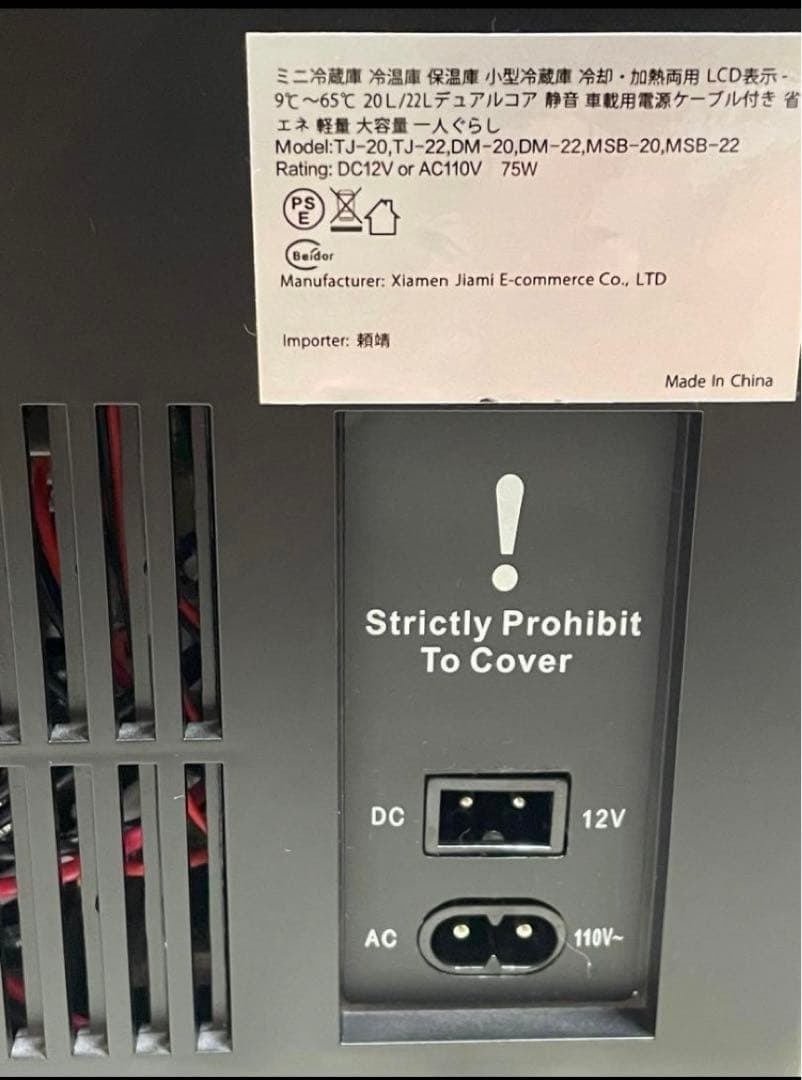 ミニ冷蔵庫 冷温庫 保温庫 小型冷蔵庫 冷却・加熱両用 LCD表示 -
9℃～65℃ 20L/22Lデュアルコア 静音 車載用電源ケーブル付き 省
エネ 軽量 大容量 一人ぐらし
Model:TJ-20,TJ-22,DM-20,DM-22,MSB-20,MSB-22
Rating: DC12V or AC110V 75W
PS
E
Beidor
Manufacturer: Xiamen Jiami E-commerce Co., LTD
Importer: 頼靖
Made In China
Strictly Prohibit
To Cover
DC 12V
AC 110V~